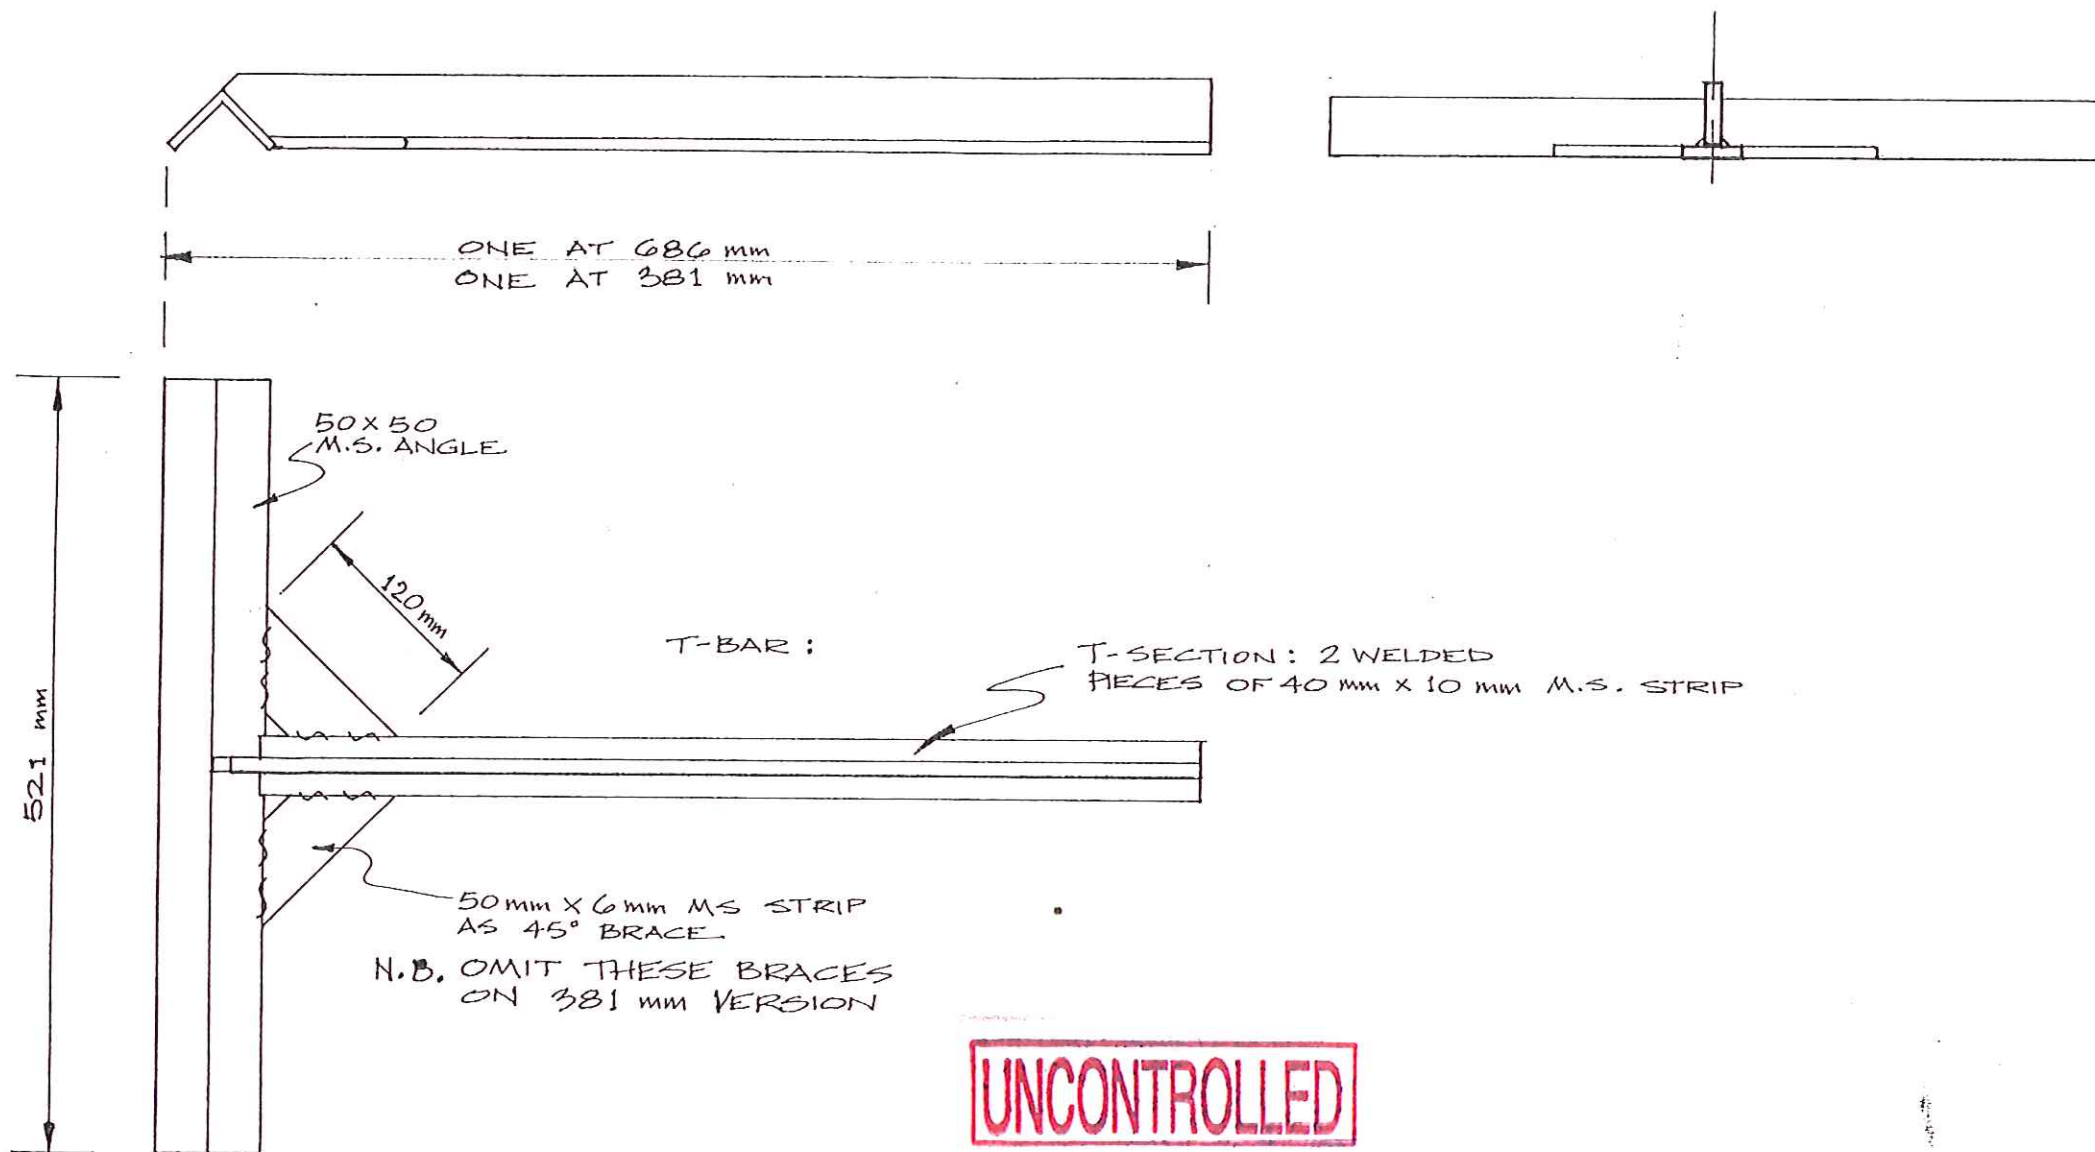 ONE AT 686 mm
ONE AT 381 mm
50 X 50
M.S. ANGLE
120 mm
T-BAR :
T-SECTION : 2 WELDED
PIECES OF 40 mm X 10 mm M.S. STRIP
521 mm
50 mm X 6 mm MS STRIP
AS 45° BRACE
N.B. OMIT THESE BRACES
ON 381 mm VERSION
UNCONTROLLED